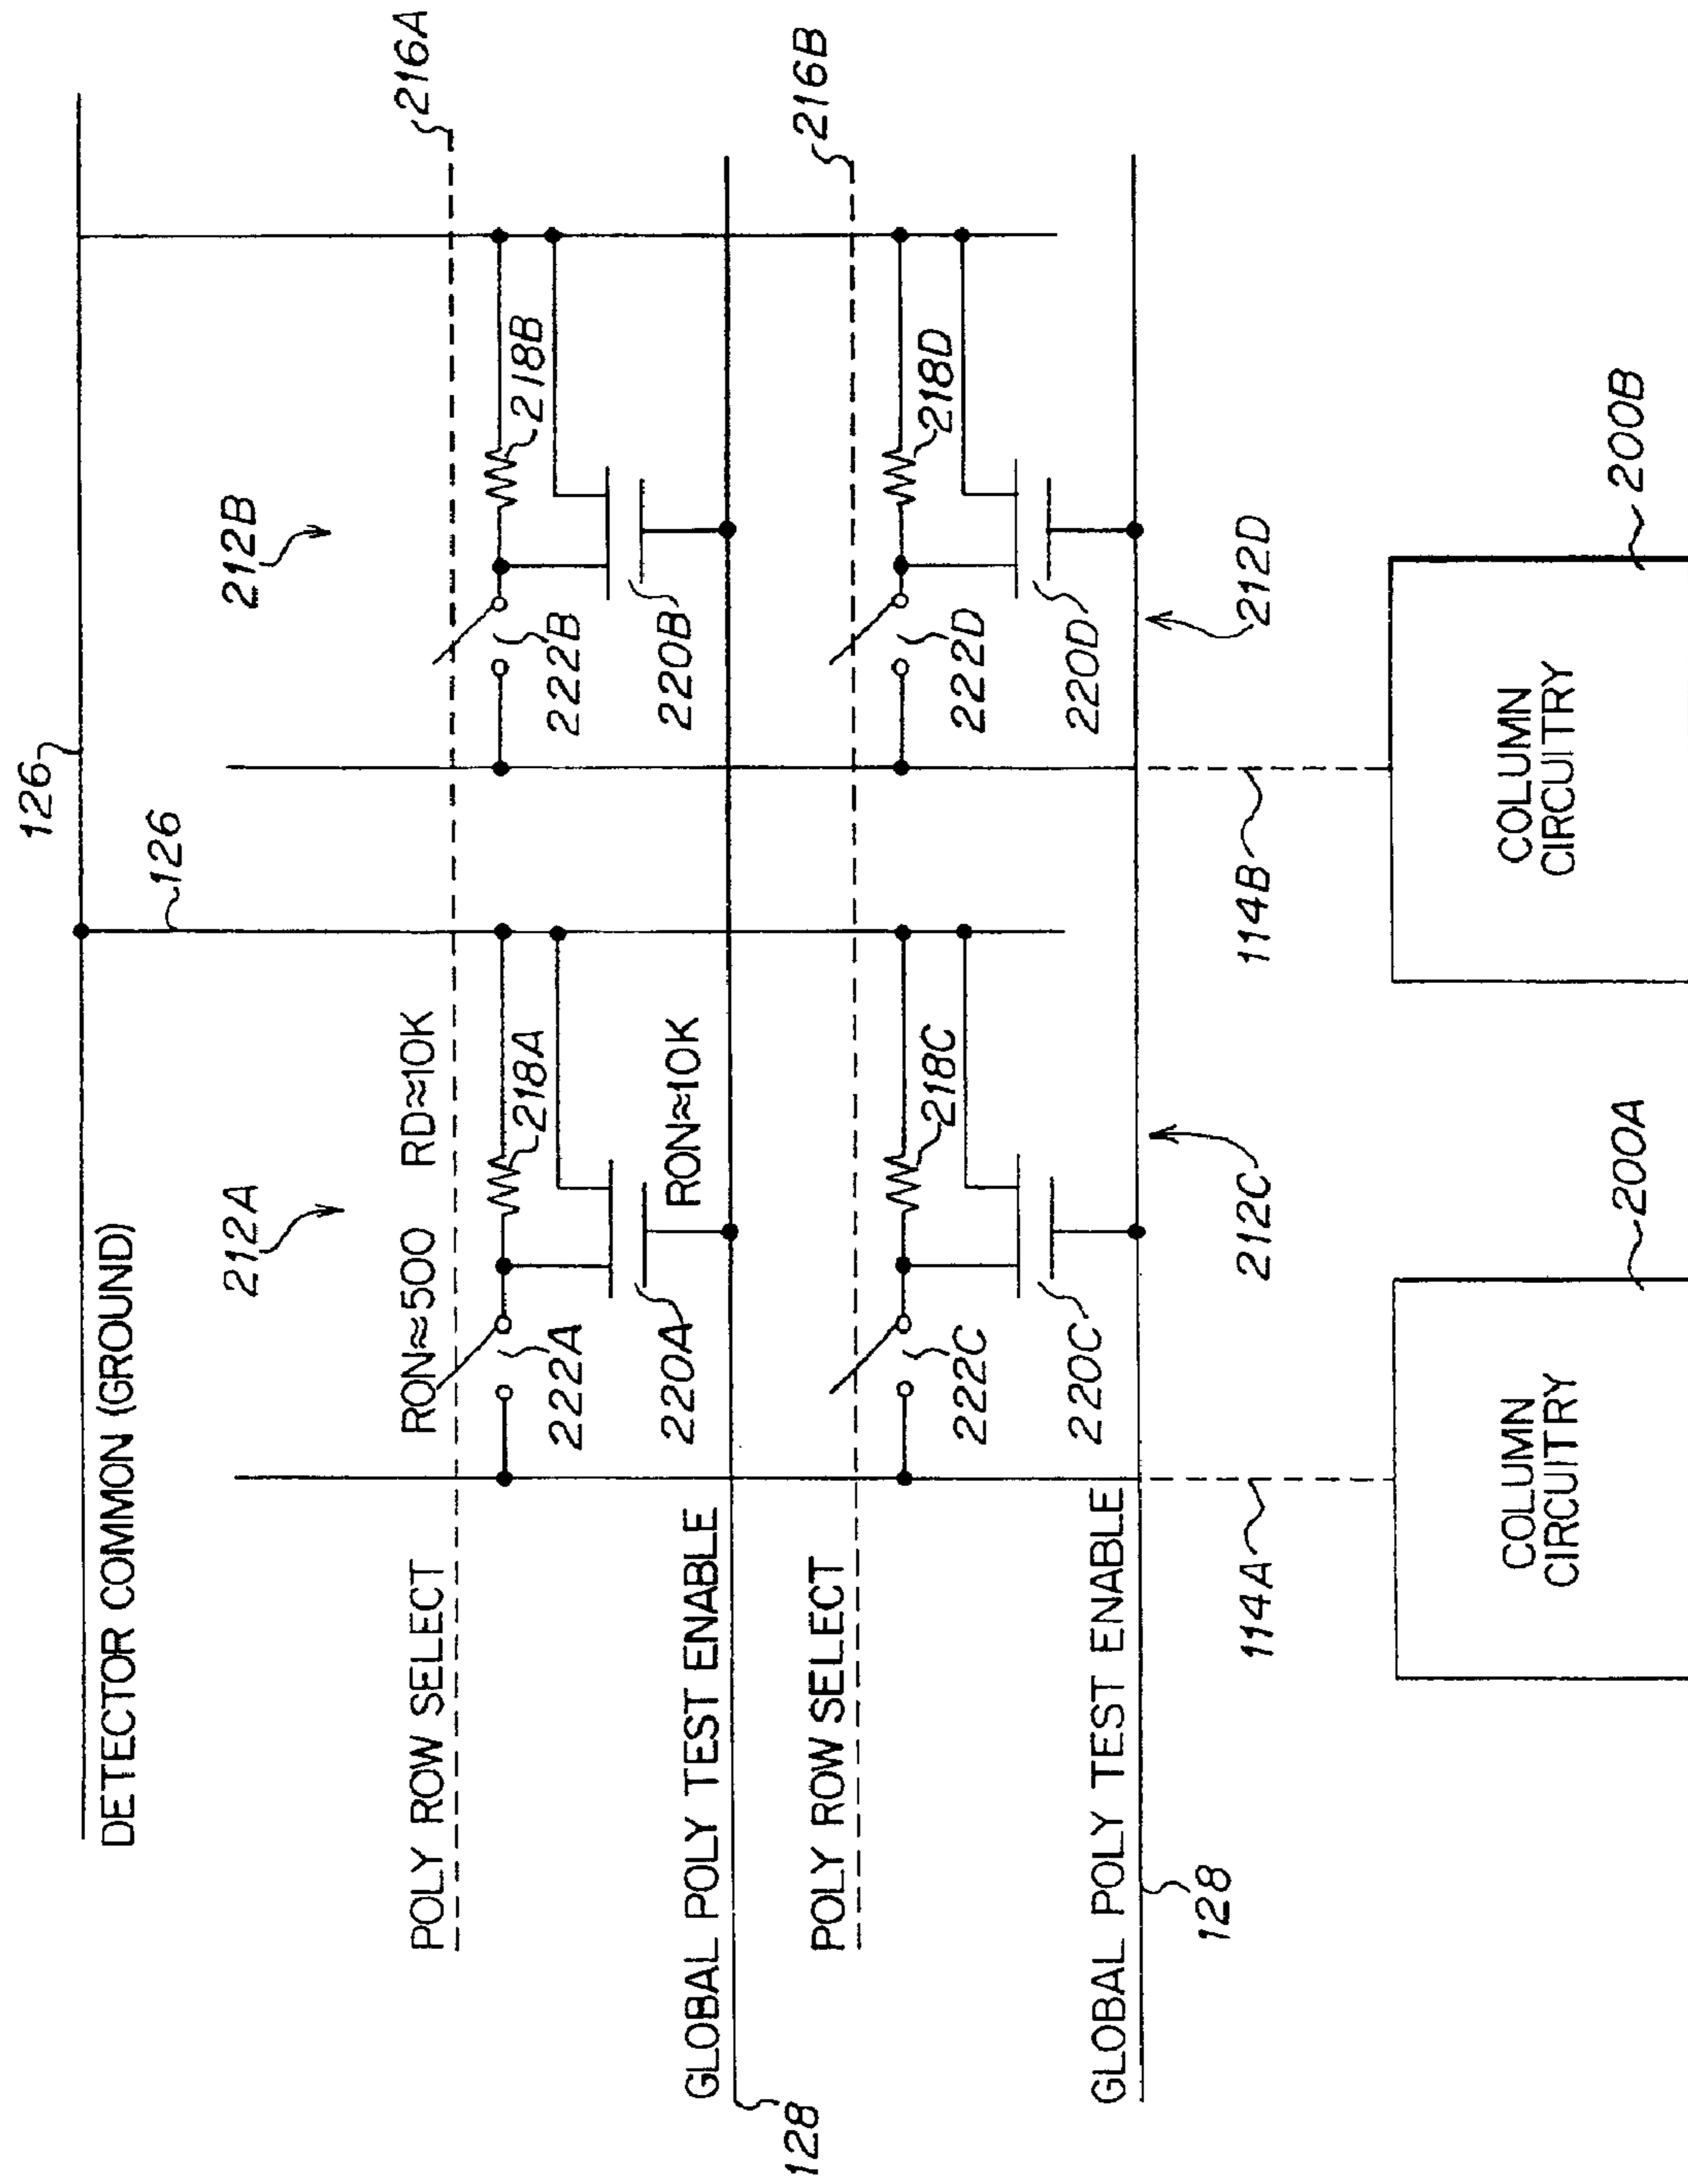 126
DETECTOR COMMON (GROUND)
126
212A
212B
216A
RON≈500 RD≈10K
POLY ROW SELECT
218A
218B
222A
222B
220A
220B
RON≈10K
GLOBAL POLY TEST ENABLE
128
216B
POLY ROW SELECT
218C
218D
222C
222D
220C
220D
GLOBAL POLY TEST ENABLE
128
114A
212C
114B
212D
COLUMN
CIRCUITRY
200A
COLUMN
CIRCUITRY
200B